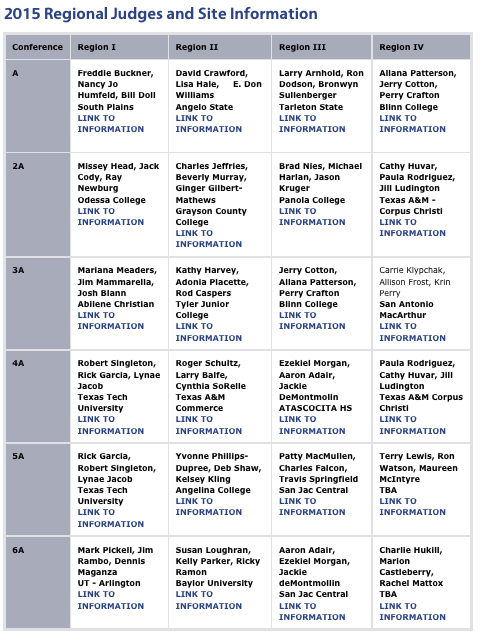 2015 Regional Judges and Site Information
Conference
Region I
Region II
Region III
Region IV
A
Freddie Buckner,
Nancy Jo
Humfeld, Bill Doll
South Plains
LINK TO
INFORMATION
David Crawford,
Lisa Hale, E. Don
Williams
Angelo State
LINK TO
INFORMATION
Larry Arnhold, Ron
Dodson, Bronwyn
Sullenberger
Tarleton State
LINK TO
INFORMATION
Allana Patterson,
Jerry Cotton,
Perry Crafton
Blinn College
LINK TO
INFORMATION
2A
Missey Head, Jack
Cody, Ray
Newburg
Odessa College
LINK TO
INFORMATION
Charles Jeffries,
Beverly Murray,
Ginger Gilbert-
Mathews
Grayson County
College
LINK TO
INFORMATION
Brad Nies, Michael
Harlan, Jason
Kruger
Panola College
LINK TO
INFORMATION
Cathy Huvar,
Paula Rodriguez,
Jill Ludington
Texas A&M -
Corpus Christi
LINK TO
INFORMATION
3A
Mariana Meaders,
Jim Mammarella,
Josh Blann
Abilene Christian
LINK TO
INFORMATION
Kathy Harvey,
Adonia Placette,
Rod Caspers
Tyler Junior
College
LINK TO
INFORMATION
Jerry Cotton,
Allana Patterson,
Perry Crafton
Blinn College
LINK TO
INFORMATION
Carrie Klypchak,
Allison Frost, Krin
Perry
San Antonio
MacArthur
LINK TO
INFORMATION
4A
Robert Singleton,
Rick Garcia, Lynae
Jacob
Texas Tech
University
LINK TO
INFORMATION
Roger Schultz,
Larry Balfe,
Cynthia SoRelle
Texas A&M
Commerce
LINK TO
INFORMATION
Ezekiel Morgan,
Aaron Adair,
Jackie
DeMontmolin
ATASCOCITA HS
LINK TO
INFORMATION
Paula Rodriguez,
Cathy Huvar, Jill
Ludington
Texas A&M Corpus
Christi
LINK TO
INFORMATION
5A
Rick Garcia,
Robert Singleton,
Lynae Jacob
Texas Tech
University
LINK TO
INFORMATION
Yvonne Phillips-
Dupree, Deb Shaw,
Kelsey Kling
Angelina College
LINK TO
INFORMATION
Patty MacMullen,
Charles Falcon,
Travis Springfield
San Jac Central
LINK TO
INFORMATION
Terry Lewis, Ron
Watson, Maureen
McIntyre
TBA
LINK TO
INFORMATION
6A
Mark Pickell, Jim
Rambo, Dennis
Maganza
UT - Arlington
LINK TO
INFORMATION
Susan Loughran,
Kelly Parker, Ricky
Ramon
Baylor University
LINK TO
INFORMATION
Aaron Adair,
Ezekiel Morgan,
Jackie
deMontmollin
San Jac Central
LINK TO
INFORMATION
Charlie Hukill,
Marion
Castleberry,
Rachel Mattox
TBA
LINK TO
INFORMATION